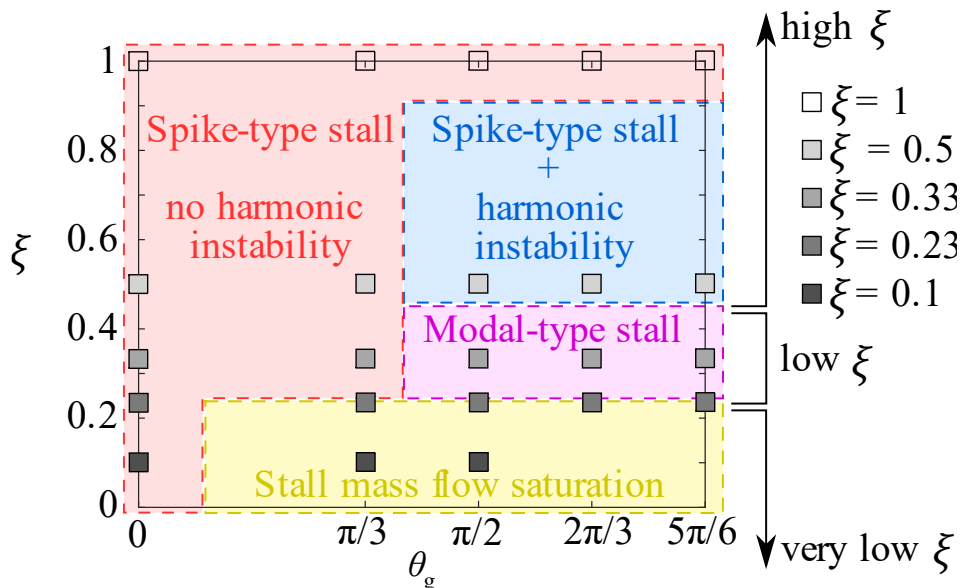 high ξ
1
Spike-type stall
no harmonic
instability
Spike-type stall
+
harmonic
instability
0.8
0.6
ξ
0.4
Modal-type stall
0.2
Stall mass flow saturation
0
0
π/3
π/2
2π/3
5π/6
θg
ξ = 1
ξ = 0.5
ξ = 0.33
ξ = 0.23
ξ = 0.1
low ξ
very low ξ